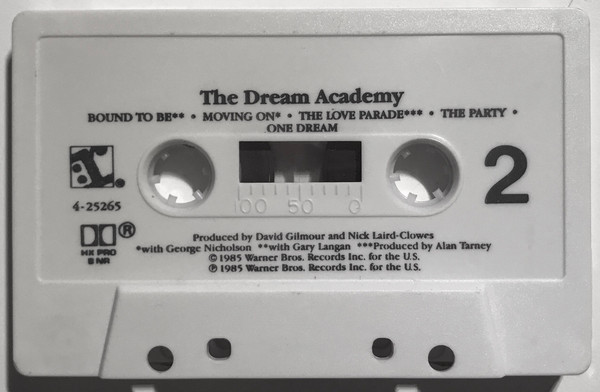 The Dream Academy
BOUND TO BE** • MOVING ON* • THE LOVE PARADE*** • THE PARTY •
ONE DREAM
r.
4-25265
2
100 50 0
Produced by David Gilmour and Nick Laird-Clowes
*with George Nicholson **with Gary Langan ***Produced by Alan Tarney
©1985 Warner Bros. Records Inc. for the U.S.
℗1985 Warner Bros. Records Inc. for the U.S.
®
HX PRO
B NR